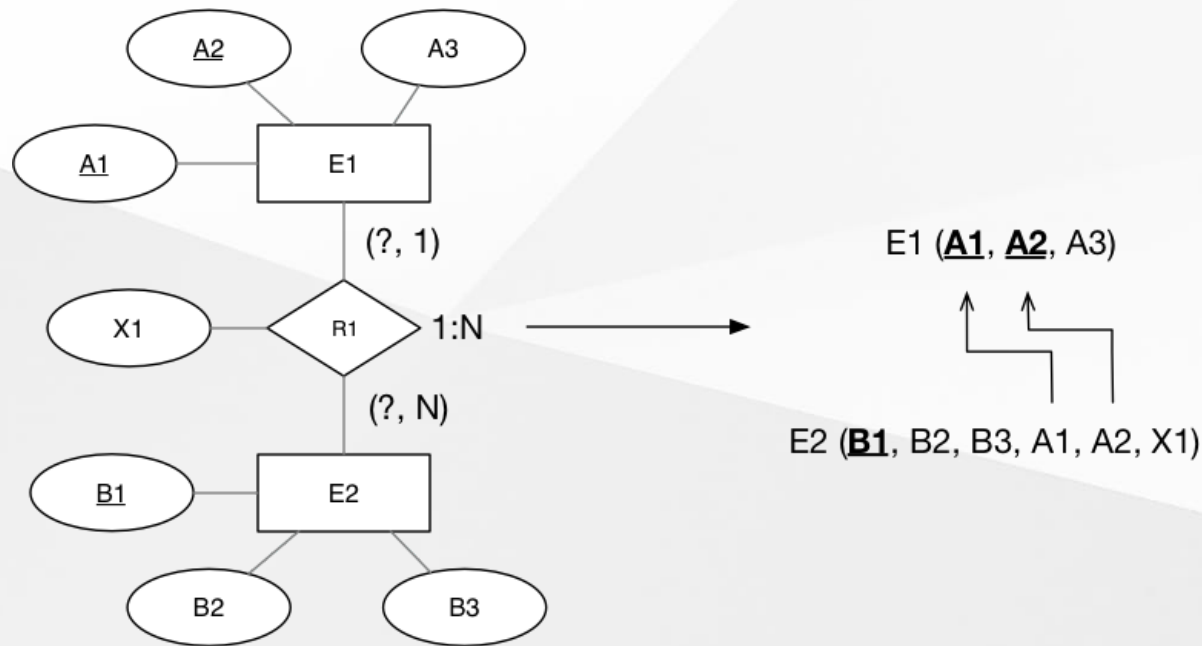 A2
A3
A1
E1
(?, 1)
E1 (A1, A2, A3)
X1
R1
1:N
(?, N)
E2 (B1, B2, B3, A1, A2, X1)
B1
E2
B2
B3